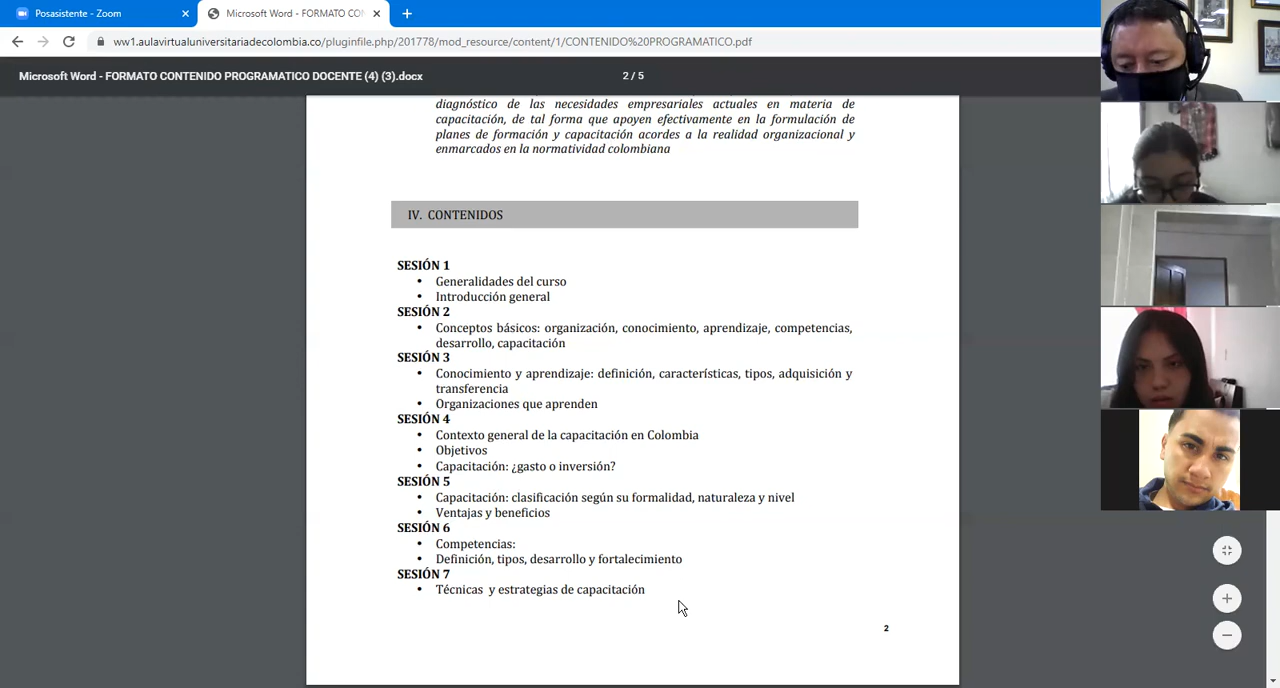 Posasistente - Zoom
Microsoft Word - FORMATO CON
ww1.aulavirtualuniversitariadecolombia.co/pluginfile.php/201778/mod_resource/content/1/CONTENIDO%20PROGRAMATICO.pdf
Microsoft Word - FORMATO CONTENIDO PROGRAMATICO DOCENTE (4) (3).docx
2 / 5
diagnóstico de las necesidades empresariales actuales en materia de
capacitación, de tal forma que apoyen efectivamente en la formulación de
planes de formación y capacitación acordes a la realidad organizacional y
enmarcados en la normatividad colombiana
IV. CONTENIDOS
SESIÓN 1
• Generalidades del curso
• Introducción general
SESIÓN 2
• Conceptos básicos: organización, conocimiento, aprendizaje, competencias,
desarrollo, capacitación
SESIÓN 3
• Conocimiento y aprendizaje: definición, características, tipos, adquisición y
transferencia
• Organizaciones que aprenden
SESIÓN 4
• Contexto general de la capacitación en Colombia
• Objetivos
• Capacitación: ¿gasto o inversión?
SESIÓN 5
• Capacitación: clasificación según su formalidad, naturaleza y nivel
• Ventajas y beneficios
SESIÓN 6
• Competencias:
• Definición, tipos, desarrollo y fortalecimiento
SESIÓN 7
• Técnicas y estrategias de capacitación
2